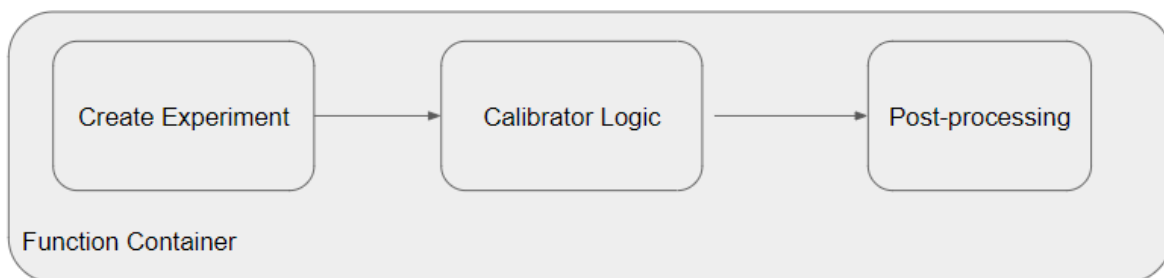 Create Experiment
Calibrator Logic
Post-processing
Function Container